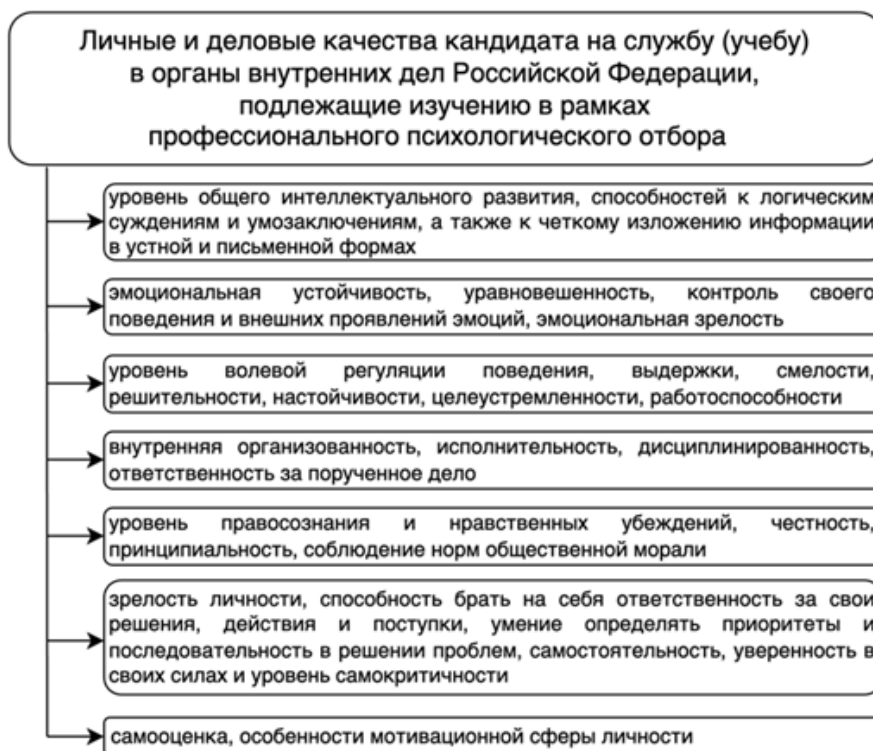 Личные и деловые качества кандидата на службу (учебу)
в органы внутренних дел Российской Федерации,
подлежащие изучению в рамках
профессионального психологического отбора
уровень общего интеллектуального развития, способностей к логическим
суждениям и умозаключениям, а также к четкому изложению информации
в устной и письменной формах
эмоциональная устойчивость, уравновешенность, контроль своего
поведения и внешних проявлений эмоций, эмоциональная зрелость
уровень волевой регуляции поведения, выдержки, смелости,
решительности, настойчивости, целеустремленности, работоспособности
внутренняя организованность, исполнительность, дисциплинированность,
ответственность за порученное дело
уровень правосознания и нравственных убеждений, честность,
принципиальность, соблюдение норм общественной морали
зрелость личности, способность брать на себя ответственность за свои
решения, действия и поступки, умение определять приоритеты и
последовательность в решении проблем, самостоятельность, уверенность в
своих силах и уровень самокритичности
самооценка, особенности мотивационной сферы личности